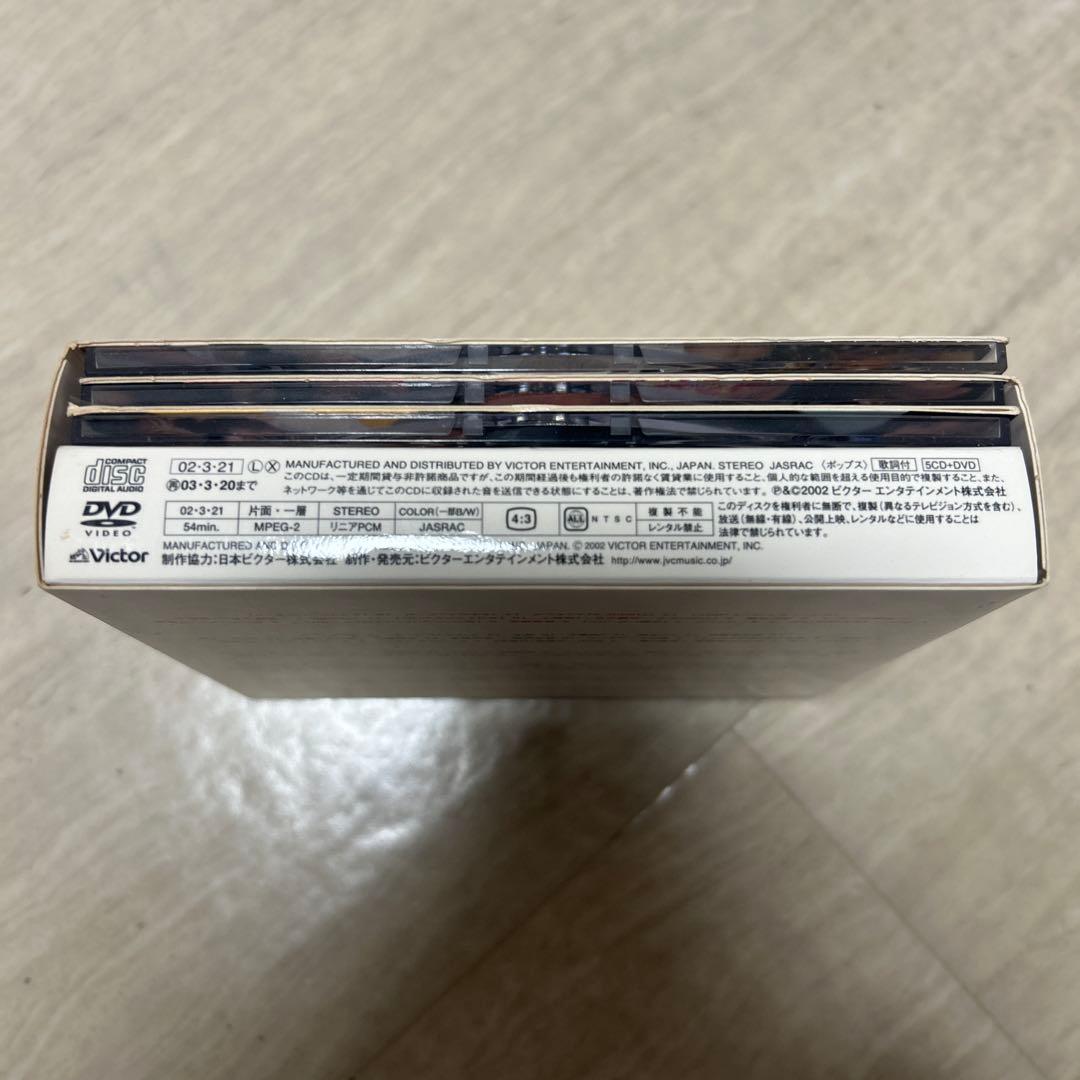 COMPACT disc DIGITAL AUDIO
02・3・21 Ⓛ Ⓧ MANUFACTURED AND DISTRIBUTED BY VICTOR ENTERTAINMENT, INC., JAPAN. STEREO JASRAC 〈ポップス〉 歌詞付 5CD+DVD
㊢03・3・20まで
このCDは、一定期間貸与非許諾商品ですが、この期間経過後も権利者の許諾なく賃貸業に使用すること、個人的な範囲を超える使用目的で複製すること、また、
ネットワーク等を通じてこのCDに収録された音を送信できる状態にすることは、著作権法で禁じられています。 ℗&©2002 ビクター エンタテインメント株式会社
DVD VIDEO
02・3・21 片面・一層 STEREO COLOR(一部B/W)
54min. MPEG-2 リニアPCM JASRAC
4:3 ALL NTSC
複製不能
レンタル禁止
このディスクを権利者に無断で、複製(異なるテレビジョン方式を含む)、
放送(無線・有線)、公開上映、レンタルなどに使用することは
法律で禁じられています。
Victor
MANUFACTURED AND JAPAN. © 2002 VICTOR ENTERTAINMENT, INC.
制作協力:日本ビクター株式会社 制作・発売元:ビクターエンタテインメント株式会社 http://www.jvcmusic.co.jp/